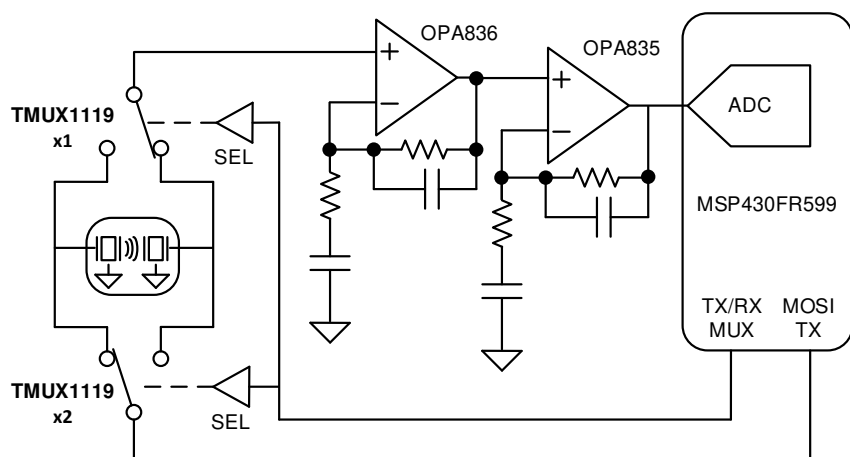 OPA836
OPA835
TMUX1119
x1
SEL
+
−
+
−
ADC
MSP430FR599
TX/RX
MUX
MOSI
TX
TMUX1119
x2
SEL